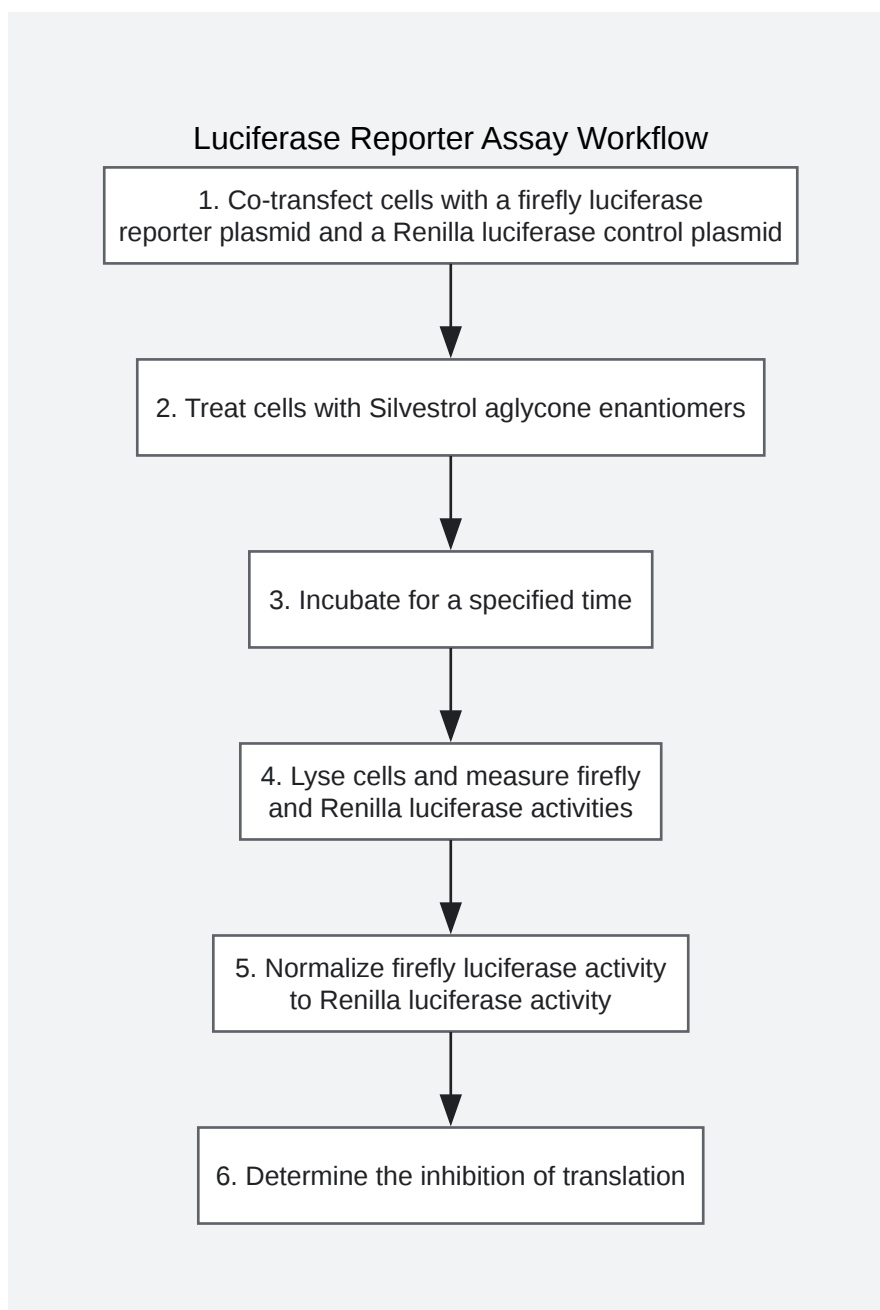 Luciferase Reporter Assay Workflow
1. Co-transfect cells with a firefly luciferase
reporter plasmid and a Renilla luciferase control plasmid
2. Treat cells with Silvestrol aglycone enantiomers
3. Incubate for a specified time
4. Lyse cells and measure firefly
and Renilla luciferase activities
5. Normalize firefly luciferase activity
to Renilla luciferase activity
6. Determine the inhibition of translation